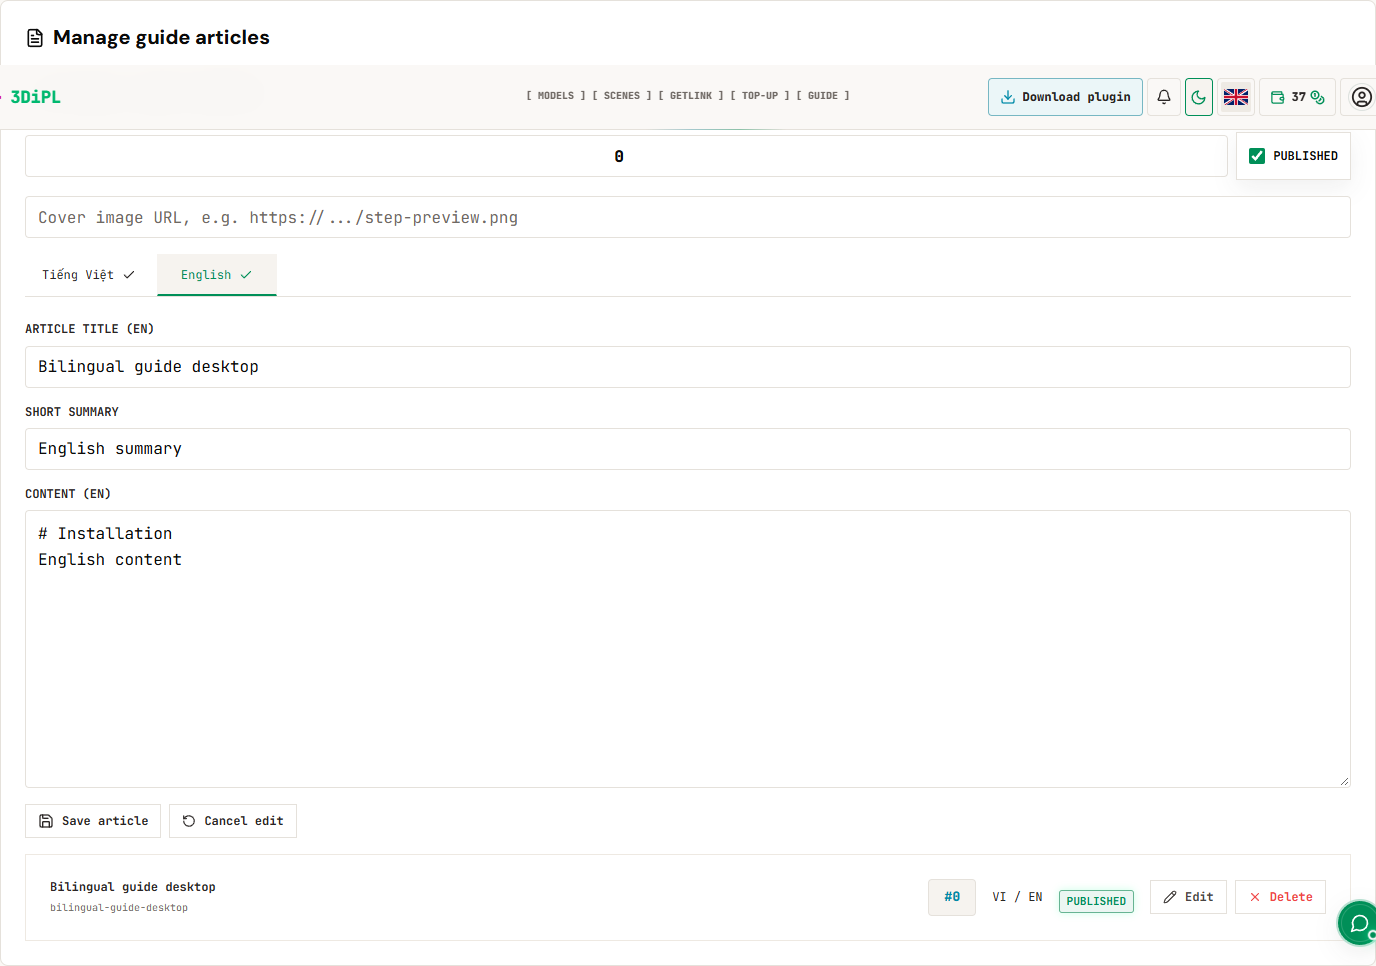 Manage guide articles
3DiPL
[ MODELS ] [ SCENES ] [ GETLINK ] [ TOP-UP ] [ GUIDE ]
Download plugin
37
0
PUBLISHED
Cover image URL, e.g. https://.../step-preview.png
Tiếng Việt
English
ARTICLE TITLE (EN)
Bilingual guide desktop
SHORT SUMMARY
English summary
CONTENT (EN)
# Installation
English content
Save article
Cancel edit
Bilingual guide desktop
bilingual-guide-desktop
#0
VI / EN
PUBLISHED
Edit
Delete